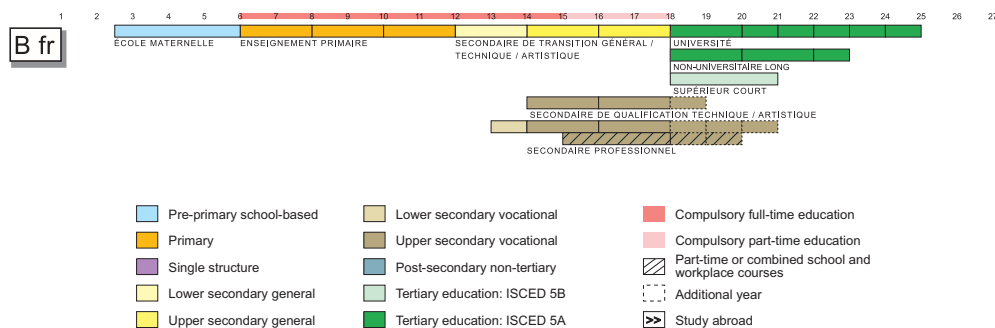 1 2 3 4 5 6 7 8 9 10 11 12 13 14 15 16 17 18 19 20 21 22 23 24 25 26 27
B fr
ÉCOLE MATERNELLE
ENSEIGNEMENT PRIMAIRE
SECONDAIRE DE TRANSITION GÉNÉRAL /
TECHNIQUE / ARTISTIQUE
UNIVERSITÉ
NON-UNIVERSITAIRE LONG
SUPÉRIEUR COURT
SECONDAIRE DE QUALIFICATION TECHNIQUE / ARTISTIQUE
SECONDAIRE PROFESSIONNEL
Pre-primary school-based
Primary
Single structure
Lower secondary general
Upper secondary general
Lower secondary vocational
Upper secondary vocational
Post-secondary non-tertiary
Tertiary education: ISCED 5B
Tertiary education: ISCED 5A
Compulsory full-time education
Compulsory part-time education
Part-time or combined school and
workplace courses
Additional year
>> Study abroad